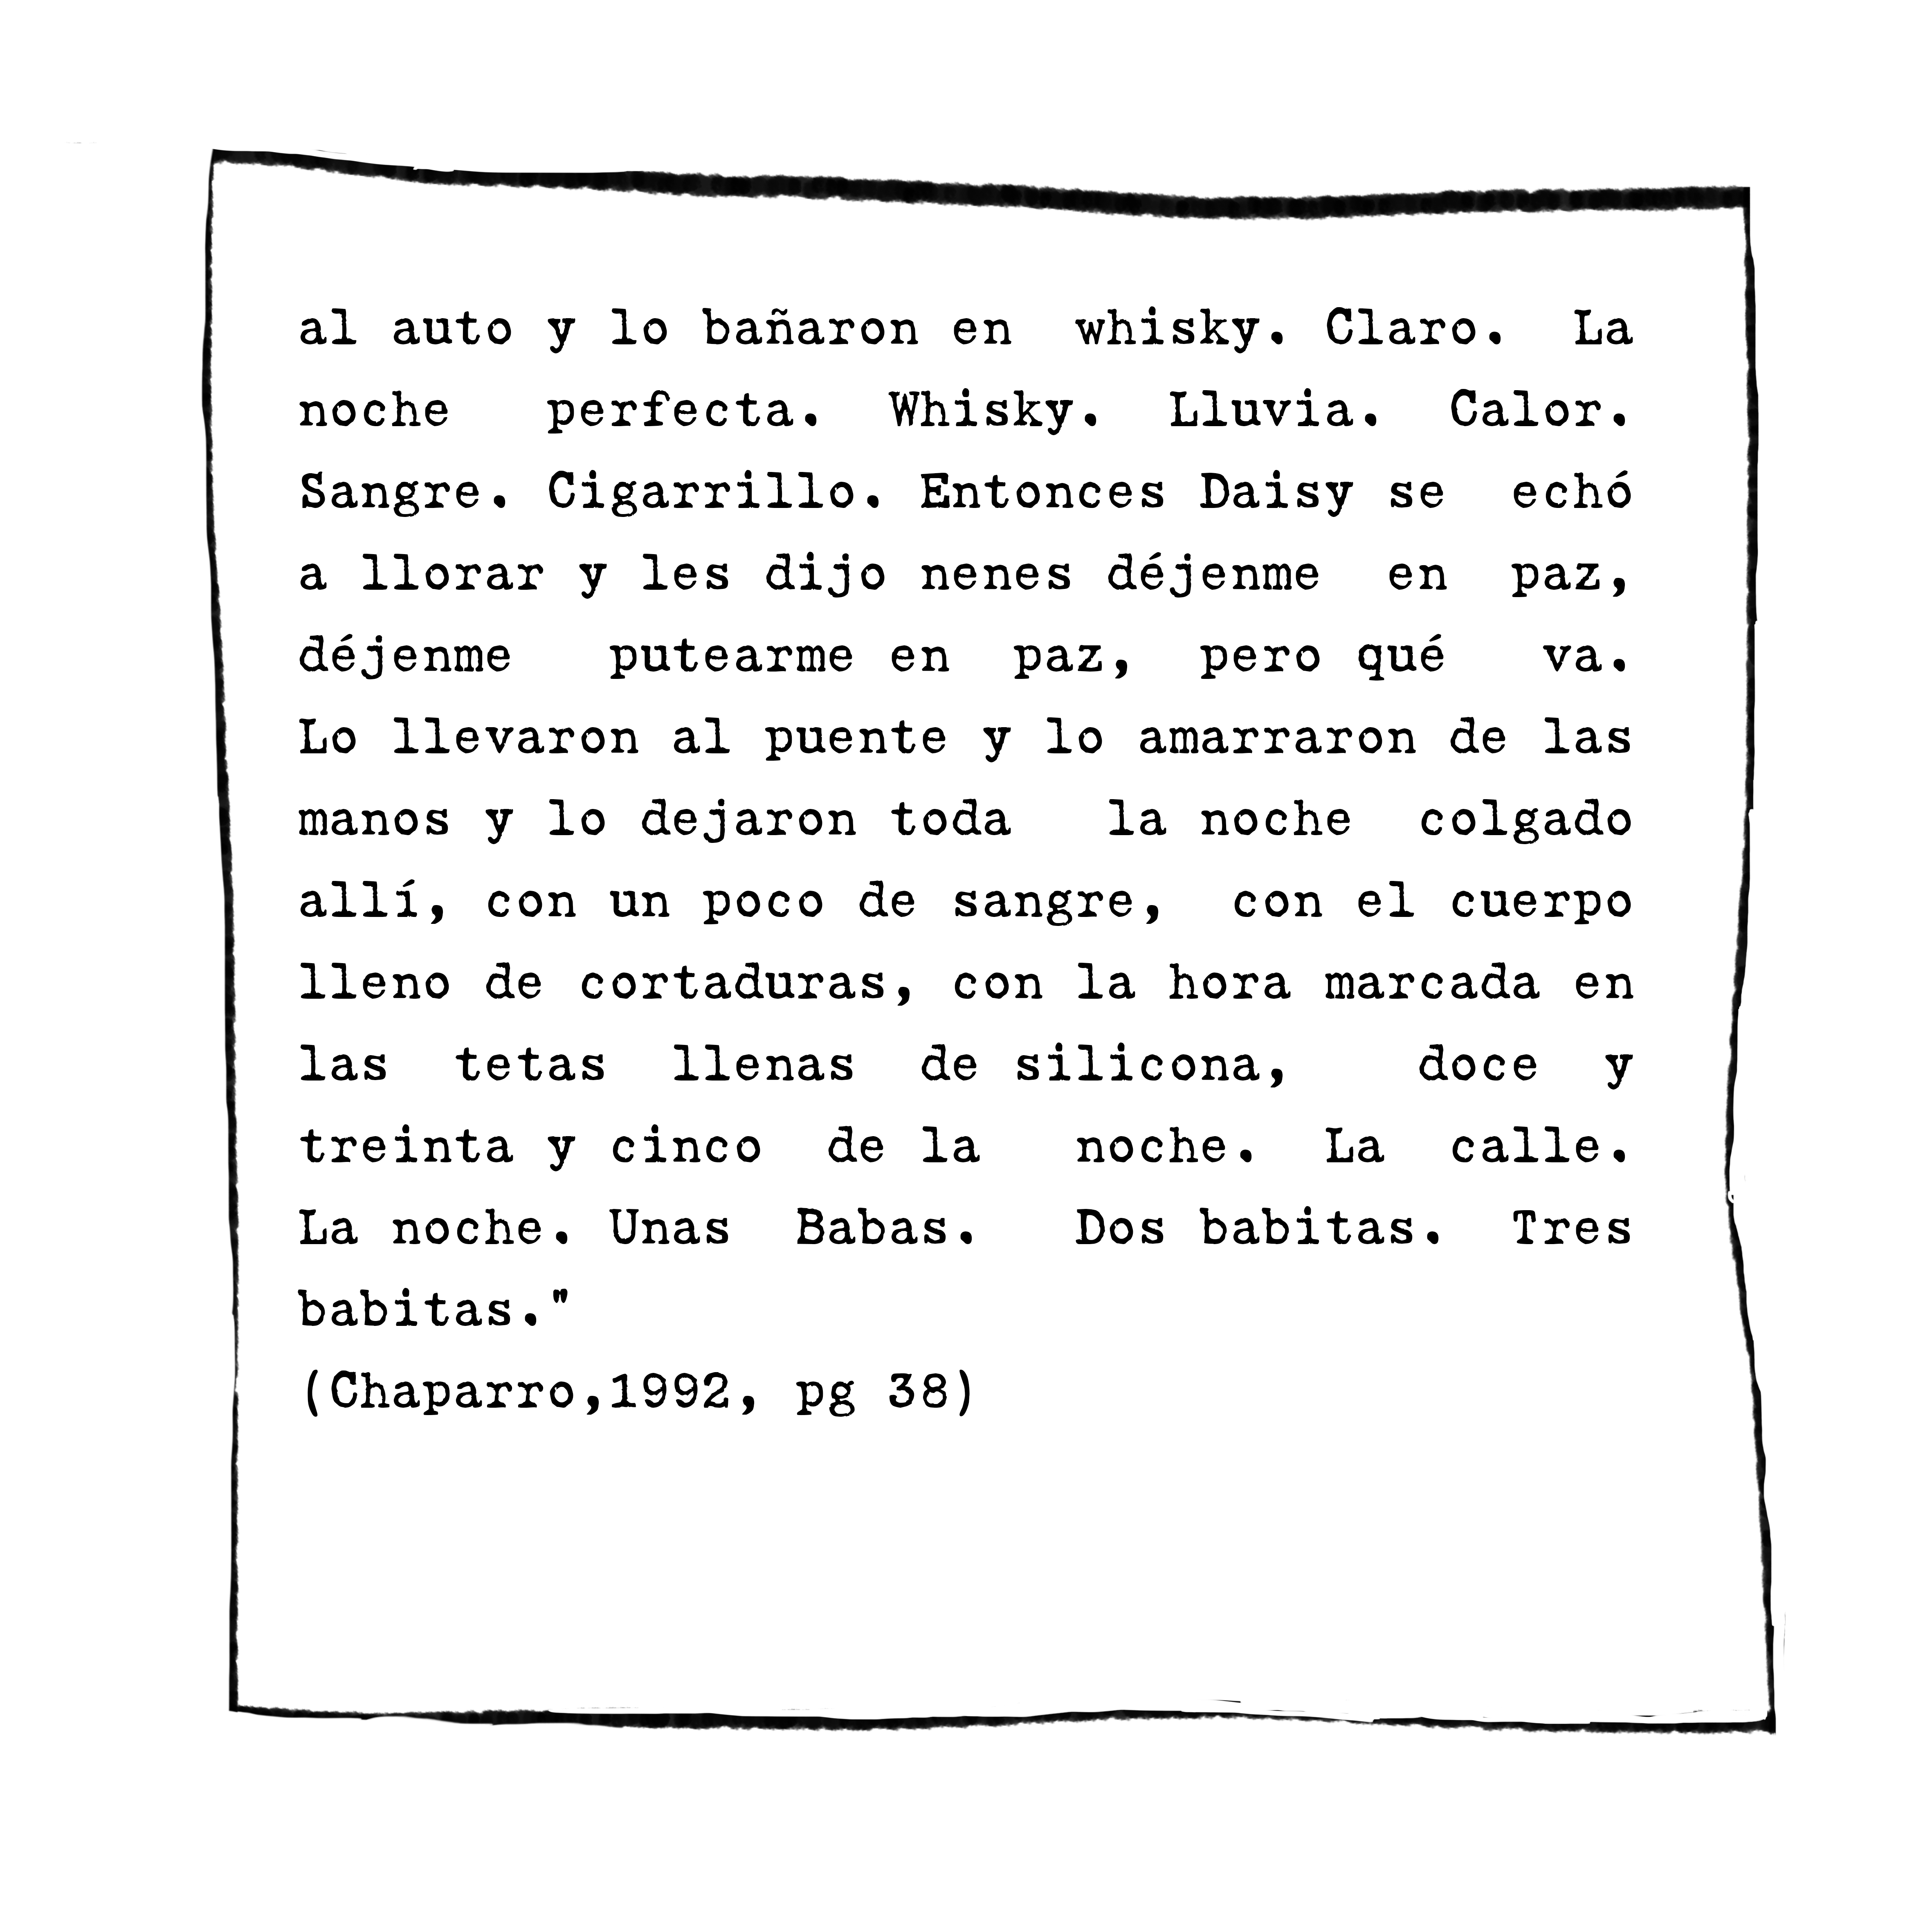 al auto y lo bañaron en whisky. Claro. La
noche perfecta. Whisky. Lluvia. Calor.
Sangre. Cigarrillo. Entonces Daisy se echó
a llorar y les dijo nenes déjenme en paz,
déjenme putearme en paz, pero qué va.
Lo llevaron al puente y lo amarraron de las
manos y lo dejaron toda la noche colgado
allí, con un poco de sangre, con el cuerpo
lleno de cortaduras, con la hora marcada en
las tetas llenas de silicona, doce y
treinta y cinco de la noche. La calle.
La noche. Unas Babas. Dos babitas. Tres
babitas."
(Chaparro,1992, pg 38)